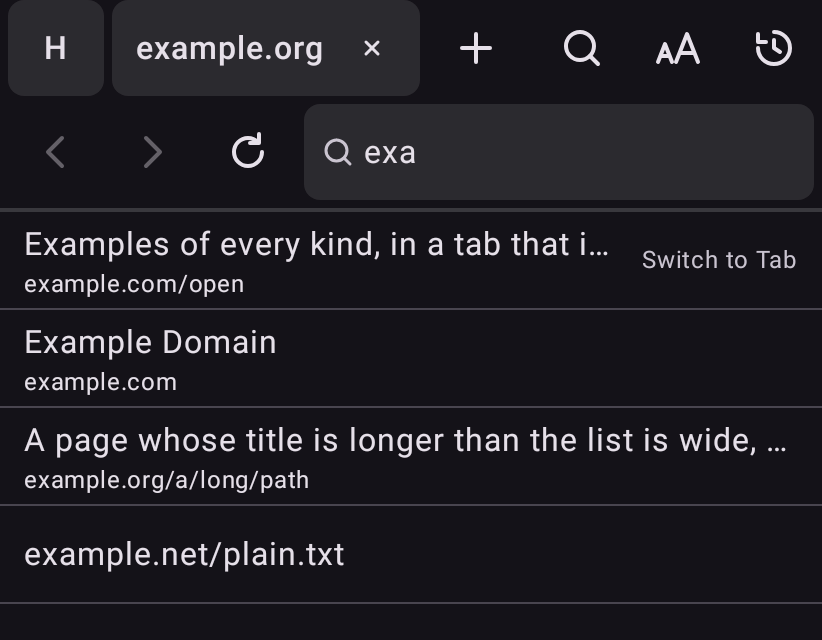 H
example.org
AA
exa
Examples of every kind, in a tab that i…
Switch to Tab
example.com/open
Example Domain
example.com
A page whose title is longer than the list is wide, …
example.org/a/long/path
example.net/plain.txt